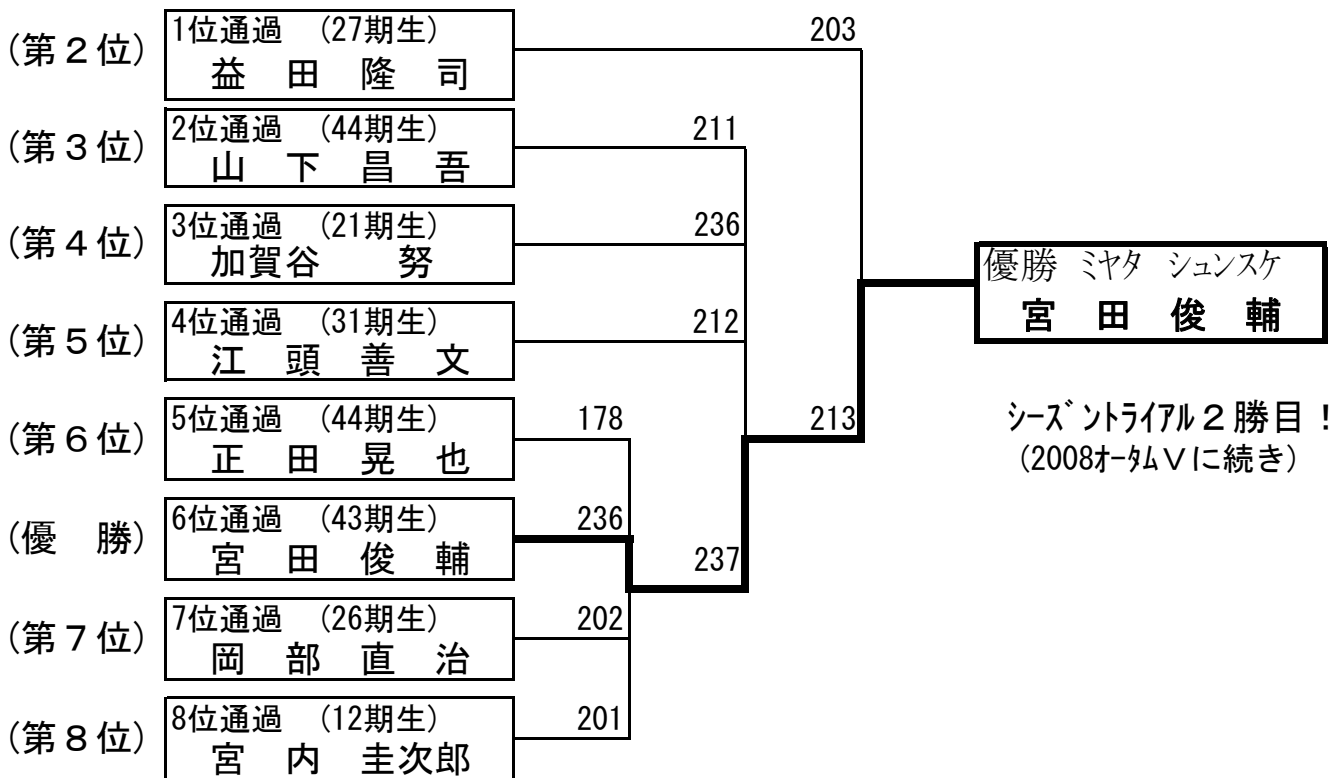 (第２位)
1位通過　(27期生)
益　田　隆　司
203
(第３位)
2位通過　(44期生)
山　下　昌　吾
211
(第４位)
3位通過　(21期生)
加賀谷　　努
236
(第５位)
4位通過　(31期生)
江　頭　善　文
212
(第６位)
5位通過　(44期生)
正　田　晃　也
178
(優　勝)
6位通過　(43期生)
宮　田　俊　輔
236
237
213
(第７位)
7位通過　(26期生)
岡　部　直　治
202
(第８位)
8位通過　(12期生)
宮　内　圭次郎
201
優勝 ﾐﾔﾀ ｼｭﾝｽｹ
宮　田　俊　輔
ｼｰｽﾞﾝﾄﾗｲｱﾙ２勝目！
(2008ｵｰﾀﾑＶに続き)